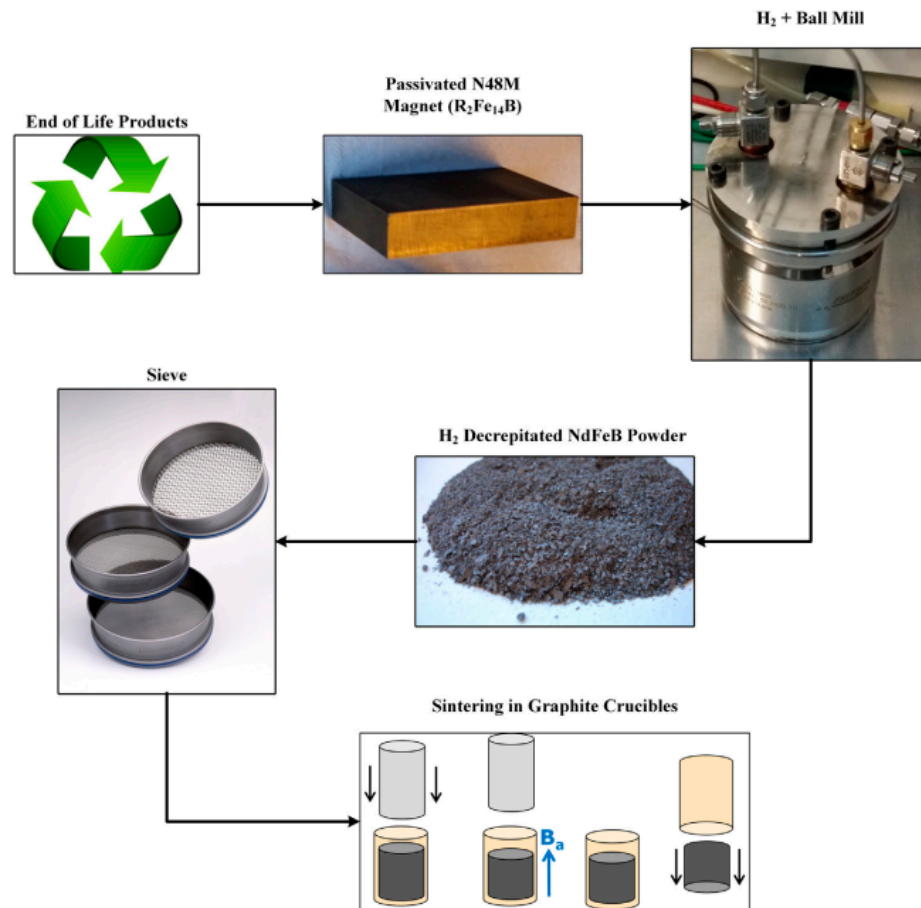 H₂ + Ball Mill
Passivated N48M
Magnet (R₂Fe₁₄B)
End of Life Products
Sieve
H₂ Decrepitated NdFeB Powder
Sintering in Graphite Crucibles
Bₐ